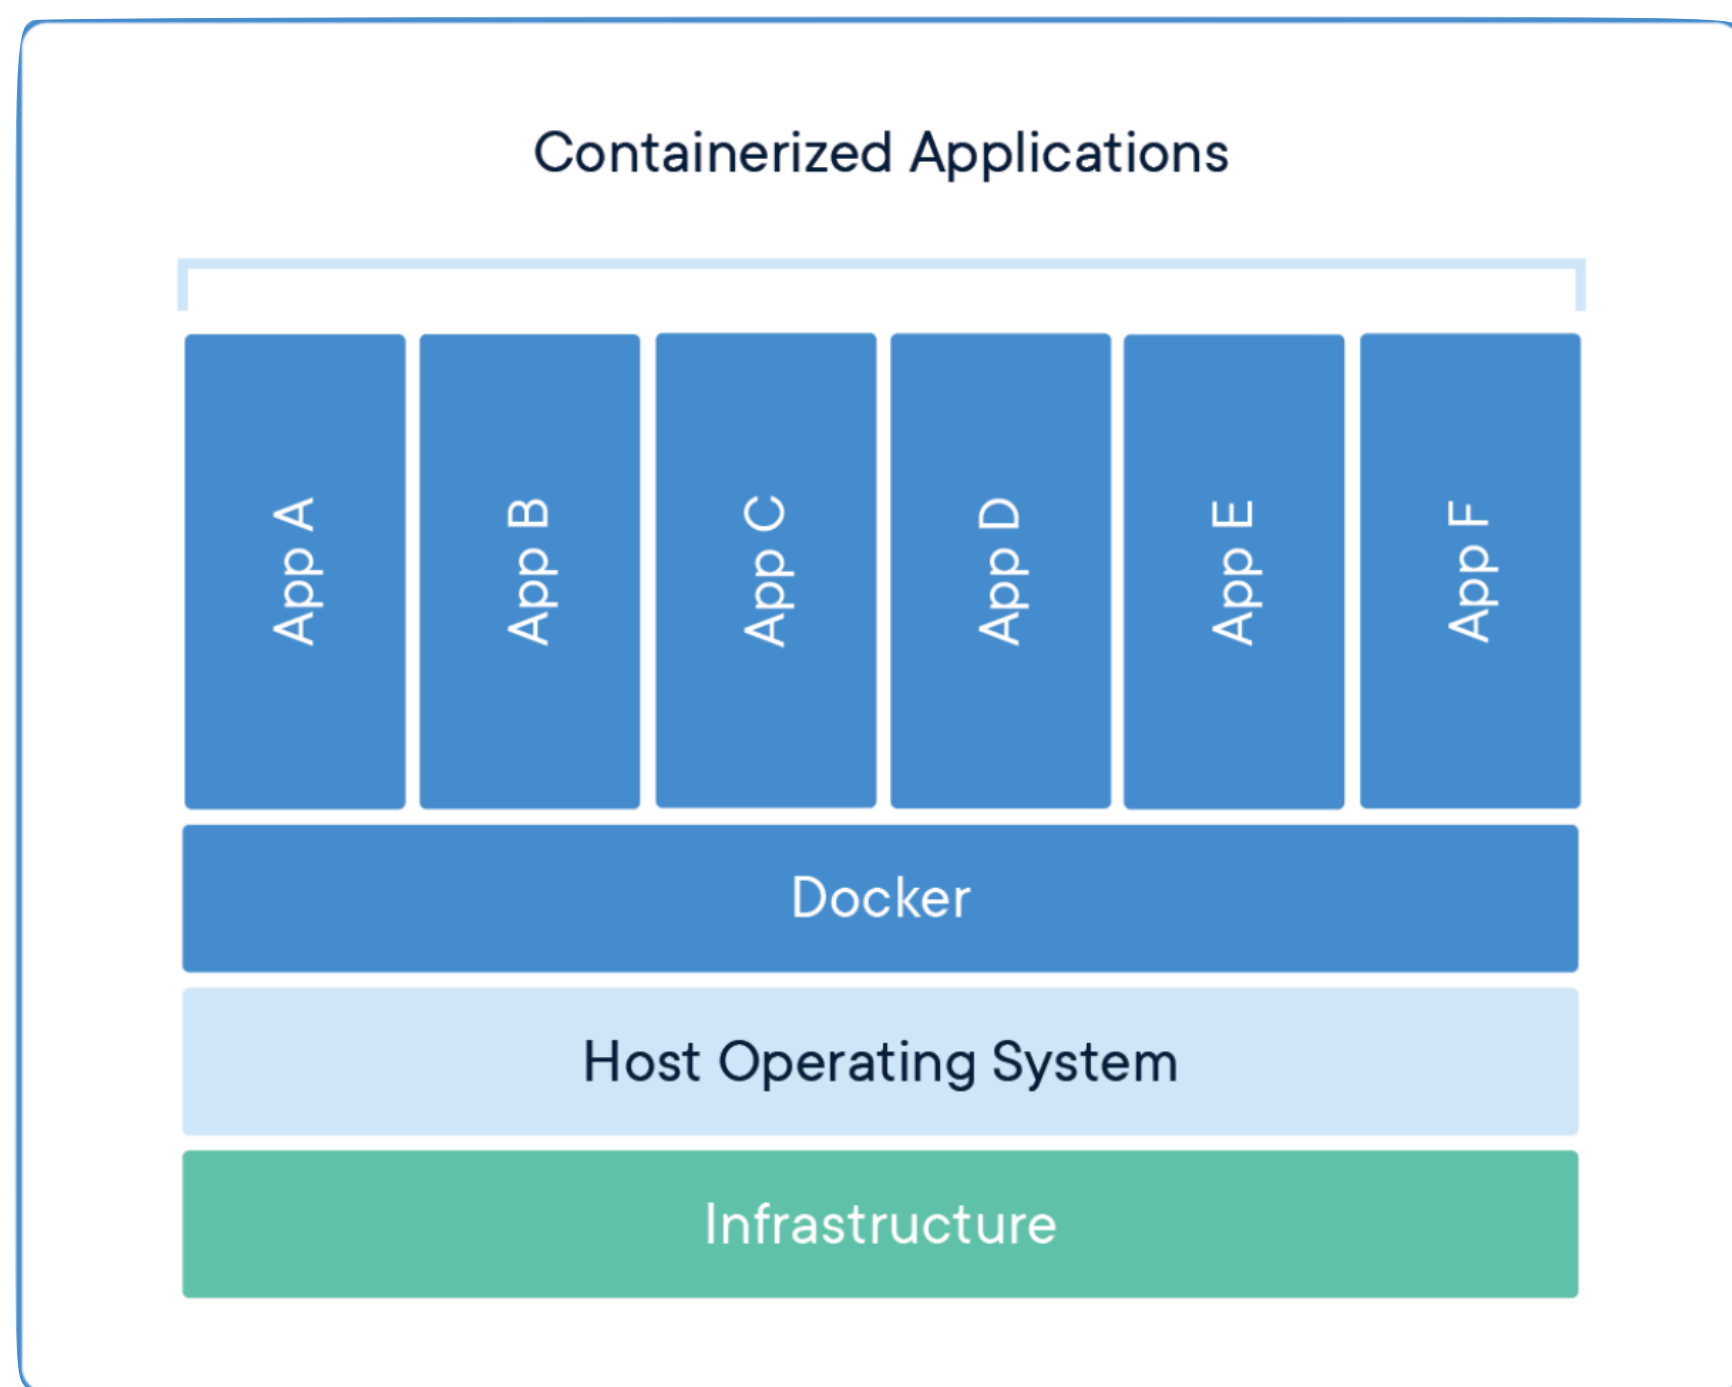 Containerized Applications
App A
App B
App C
App D
App E
App F
Docker
Host Operating System
Infrastructure